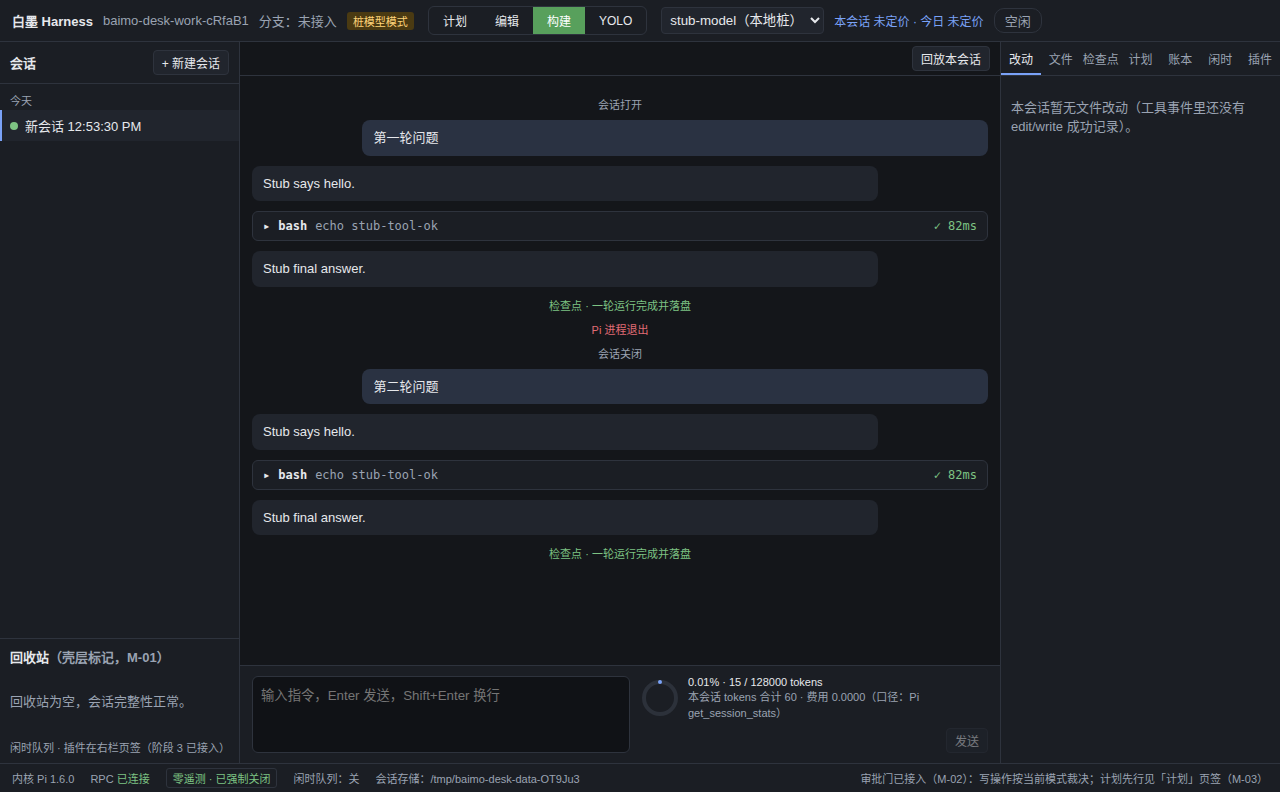 白墨 Harness baimo-desk-work-cRfaB1 分支：未接入 桩模型模式 计划 编辑 构建 YOLO stub-model（本地桩） 本会话 未定价 · 今日 未定价 空闲
会话 + 新建会话
今天
新会话 12:53:30 PM
回收站（壳层标记，M-01）
回收站为空，会话完整性正常。
闲时队列 · 插件在右栏页签（阶段 3 已接入）
回放本会话
会话打开
第一轮问题
Stub says hello.
▸ bash echo stub-tool-ok ✓ 82ms
Stub final answer.
检查点 · 一轮运行完成并落盘
Pi 进程退出
会话关闭
第二轮问题
Stub says hello.
▸ bash echo stub-tool-ok ✓ 82ms
Stub final answer.
检查点 · 一轮运行完成并落盘
输入指令，Enter 发送，Shift+Enter 换行
0.01% · 15 / 128000 tokens
本会话 tokens 合计 60 · 费用 0.0000（口径：Pi
get_session_stats）
发送
改动 文件 检查点 计划 账本 闲时 插件
本会话暂无文件改动（工具事件里还没有
edit/write 成功记录）。
内核 Pi 1.6.0 RPC 已连接 零遥测 · 已强制关闭 闲时队列：关 会话存储：/tmp/baimo-desk-data-OT9Ju3 审批门已接入（M-02）：写操作按当前模式裁决；计划先行见「计划」页签（M-03）